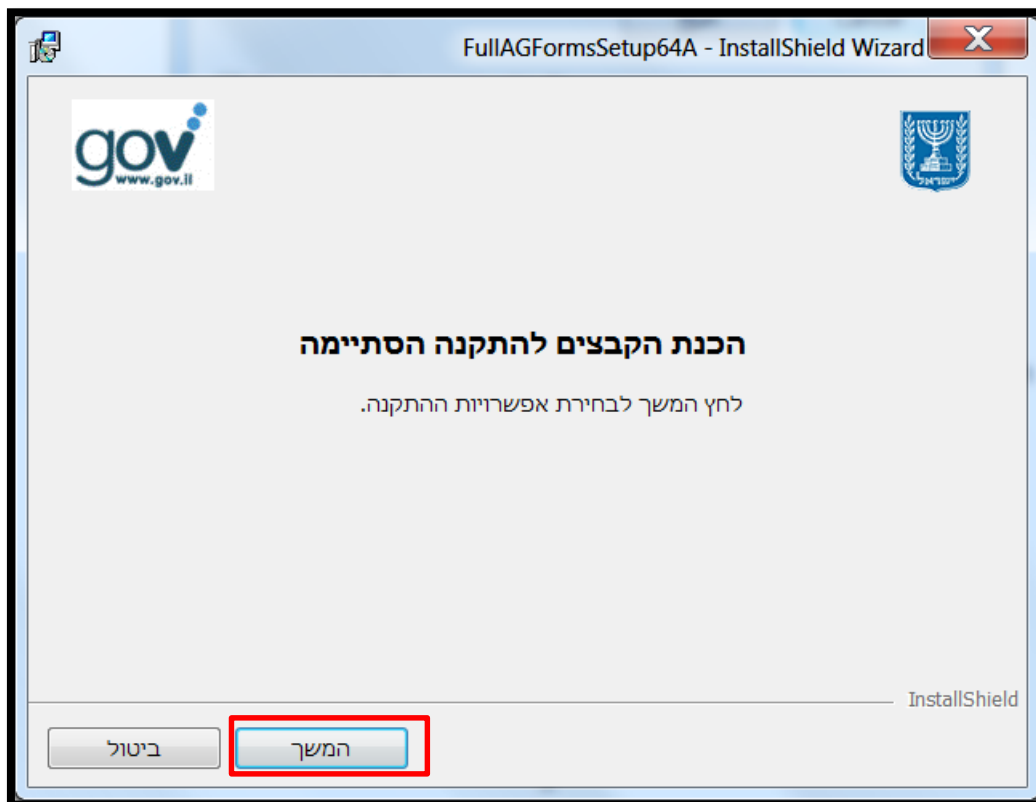 FullAGFormsSetup64A - InstallShield Wizard
gov
www.gov.il
ישראל
הכנת הקבצים להתקנה הסתיימה
לחץ המשך לבחירת אפשרויות ההתקנה.
InstallShield
המשך
ביטול